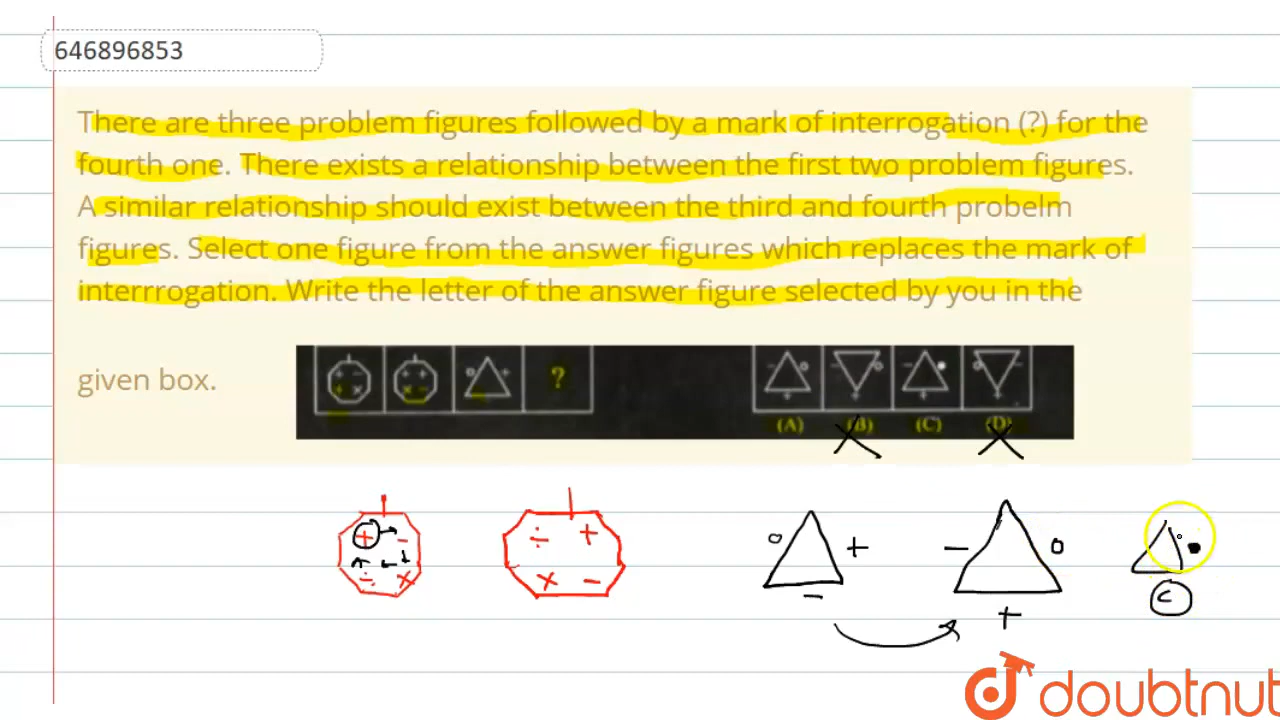 646896853
There are three problem figures followed by a mark of interrogation (?) for the
fourth one. There exists a relationship between the first two problem figures.
A similar relationship should exist between the third and fourth probelm
figures. Select one figure from the answer figures which replaces the mark of
interrrogation. Write the letter of the answer figure selected by you in the
given box.
?
(A) (B) (C) (D)
+ -
÷ ×
÷ +
× -
o +
-
- o
+
C
doubtnut